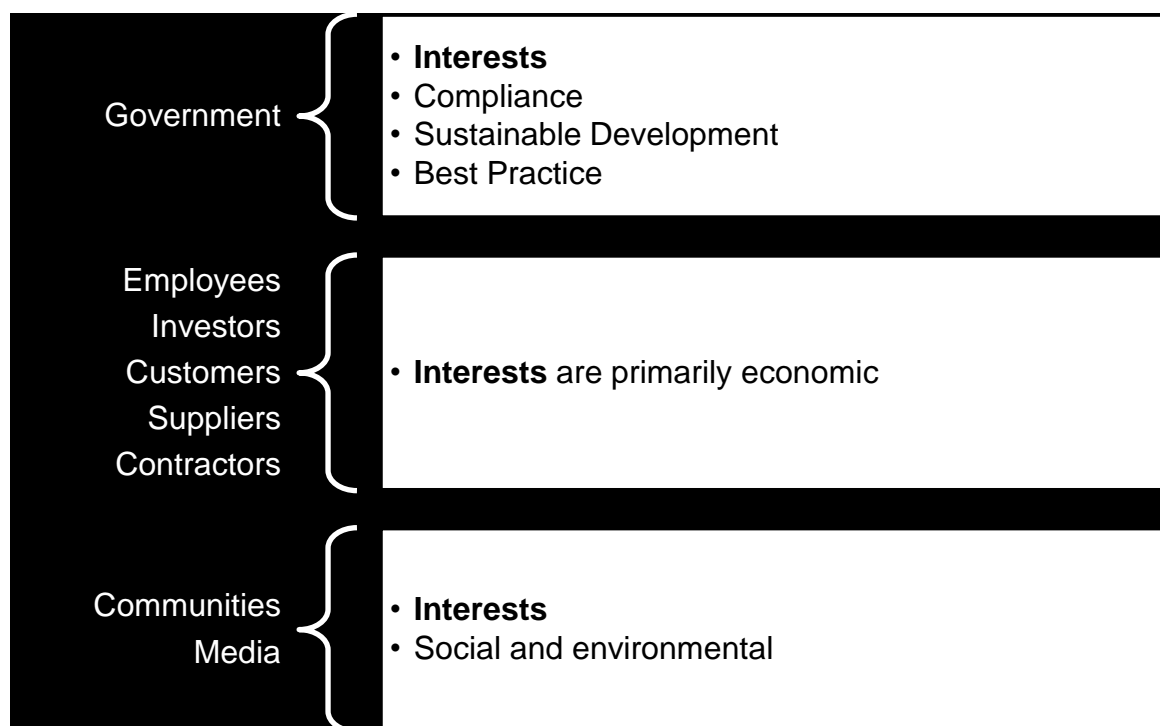 Government
• Interests
• Compliance
• Sustainable Development
• Best Practice
Employees
Investors
Customers
Suppliers
Contractors
• Interests are primarily economic
Communities
Media
• Interests
• Social and environmental